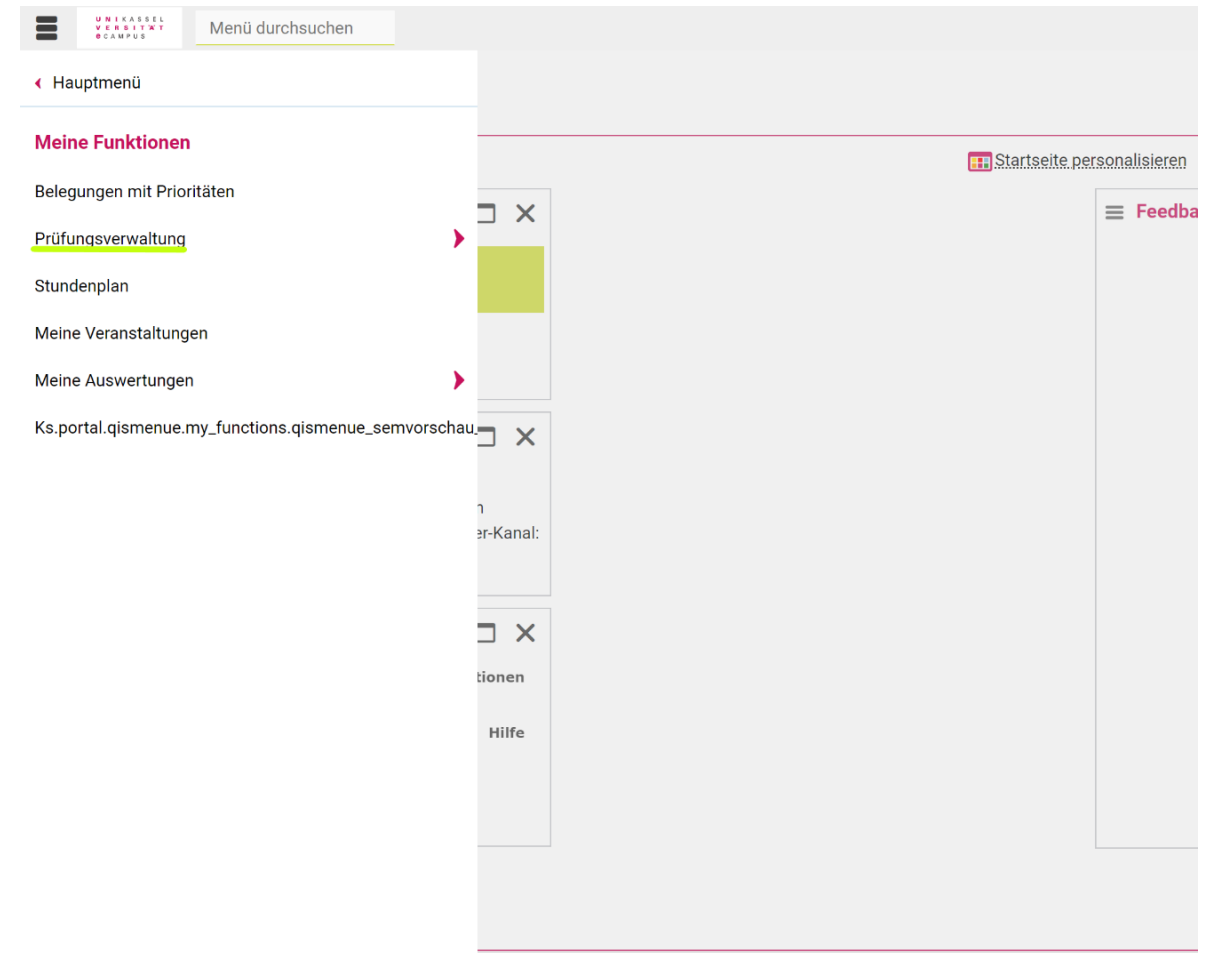 UNIKASSEL
VERSITÄT
eCAMPUS
Menü durchsuchen
Hauptmenü
Meine Funktionen
Startseite personalisieren
Belegungen mit Prioritäten
Feedba
Prüfungsverwaltung
Stundenplan
Meine Veranstaltungen
Meine Auswertungen
Ks.portal.qismenue.my_functions.qismenue_semvorschau_
n
er-Kanal:
tionen
Hilfe